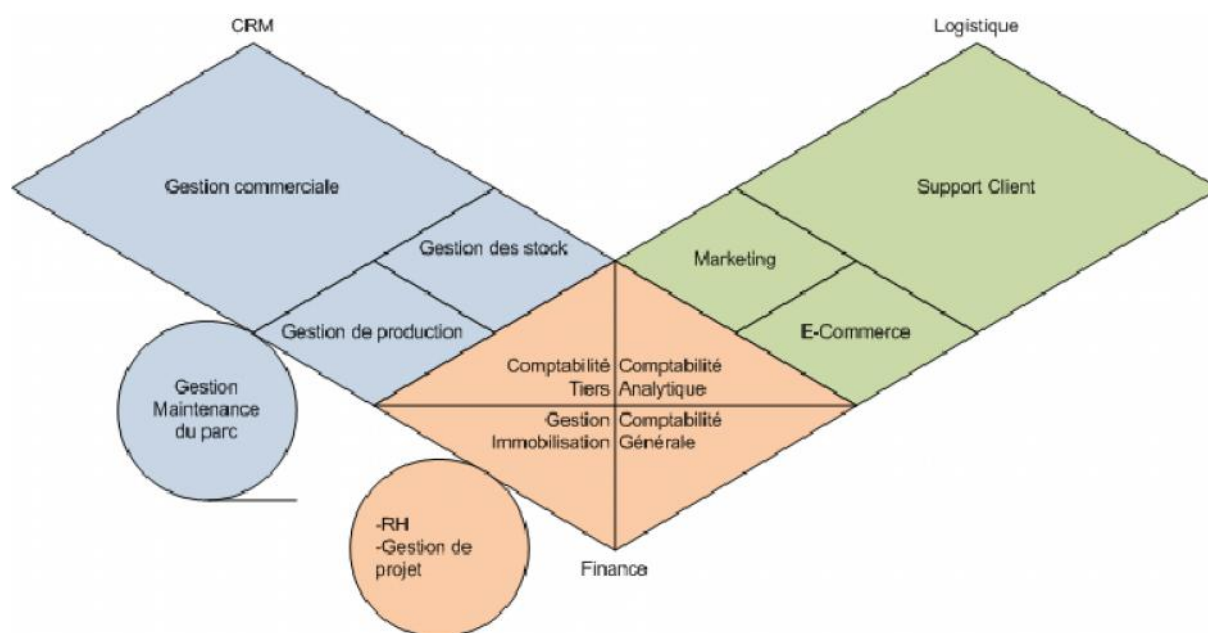 CRM
Logistique
Gestion commerciale
Support Client
Gestion des stock
Marketing
Gestion de production
E-Commerce
Comptabilité
Tiers
Comptabilité
Analytique
Gestion
Maintenance
du parc
Gestion
Immobilisation
Comptabilité
Générale
-RH
-Gestion de
projet
Finance